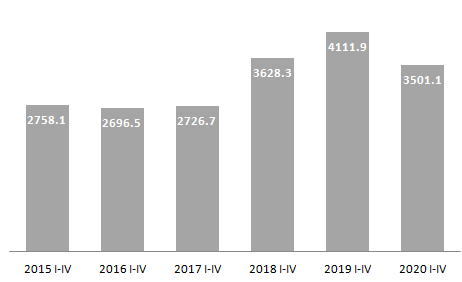 4111.9
3628.3
3501.1
2758.1
2696.5
2726.7
2015 I-IV
2016 I-IV
2017 I-IV
2018 I-IV
2019 I-IV
2020 I-IV